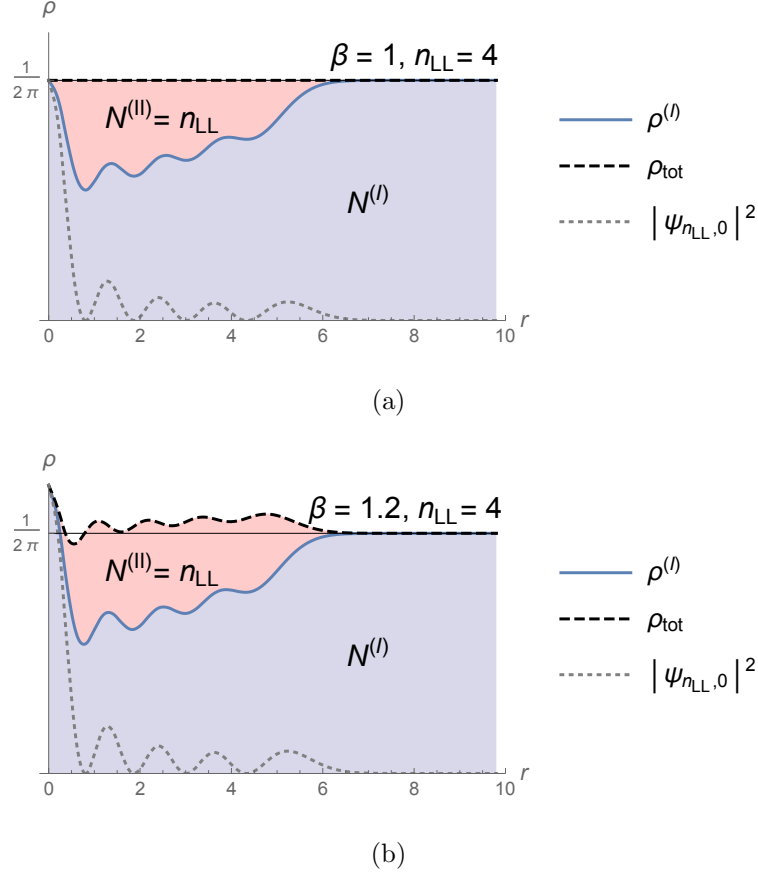 ρ
1
2 π
β = 1, n_LL = 4
N^(II) = n_LL
N^(I)
0 2 4 6 8 10 r
ρ^(I)
ρ_tot
|ψ_{n_LL,0}|^2
(a)
ρ
1
2 π
β = 1.2, n_LL = 4
N^(II) = n_LL
N^(I)
0 2 4 6 8 10 r
ρ^(I)
ρ_tot
|ψ_{n_LL,0}|^2
(b)